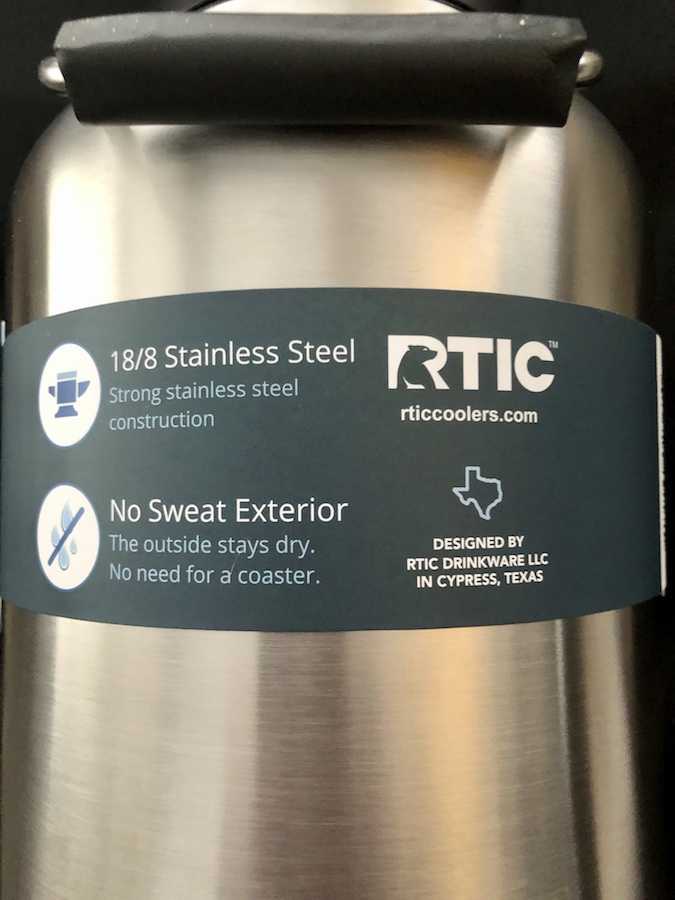 18/8 Stainless Steel
Strong stainless steel
construction
No Sweat Exterior
The outside stays dry.
No need for a coaster.
RTIC™
rticcoolers.com
DESIGNED BY
RTIC DRINKWARE LLC
IN CYPRESS, TEXAS